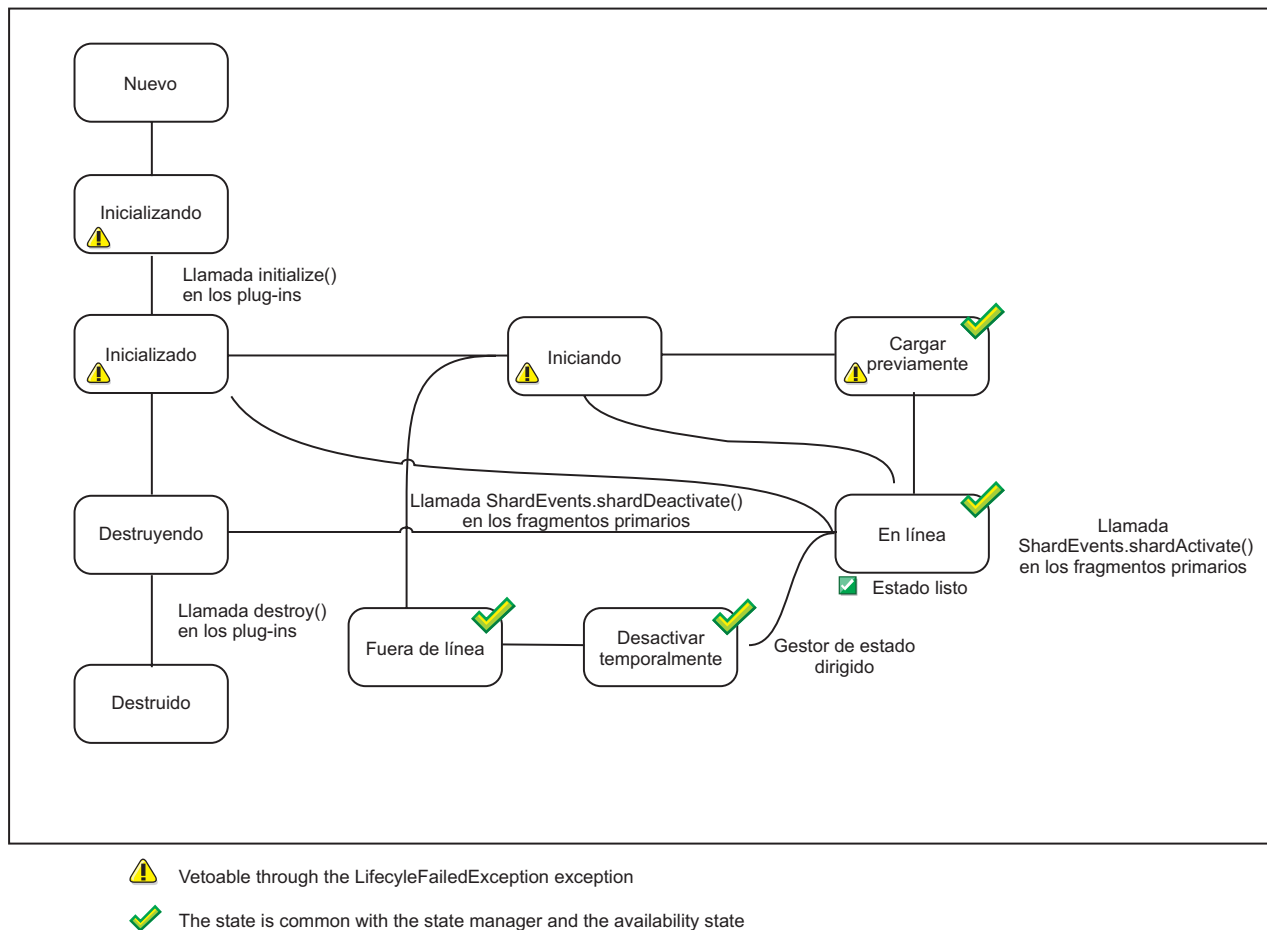 Nuevo
Inicializando
Llamada initialize()
en los plug-ins
Inicializado
Iniciando
Cargar
previamente
Llamada ShardEvents.shardDeactivate()
en los fragmentos primarios
Destruyendo
En línea
Llamada
ShardEvents.shardActivate()
en los fragmentos primarios
Estado listo
Llamada destroy()
en los plug-ins
Fuera de línea
Desactivar
temporalmente
Gestor de estado
dirigido
Destruido
Vetoable through the LifecyleFailedException exception
The state is common with the state manager and the availability state